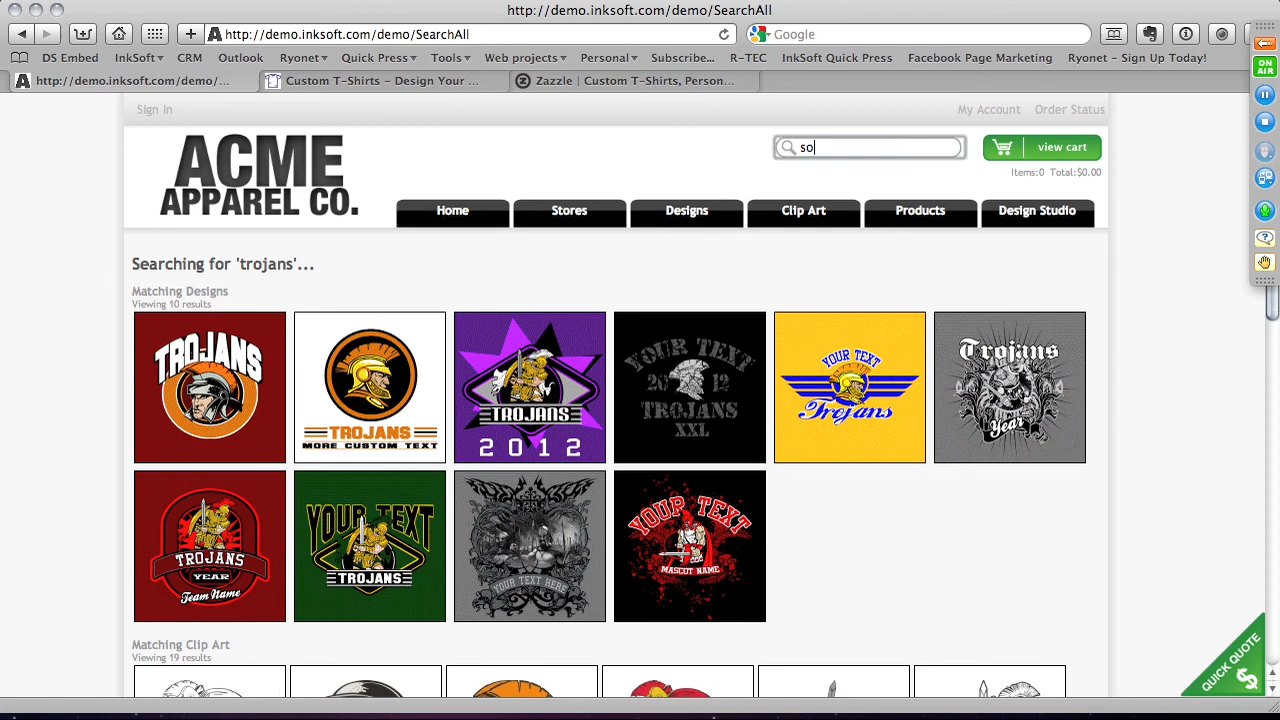 http://demo.inksoft.com/demo/SearchAll
http://demo.inksoft.com/demo/SearchAll
Google
DS Embed InkSoft CRM Outlook Ryonet Quick Press Tools Web projects Personal Subscribe... R-TEC InkSoft Quick Press Facebook Page Marketing Ryonet - Sign Up Today!
http://demo.inksoft.com/demo/... Custom T-Shirts – Design Your ... Zazzle | Custom T-Shirts, Person...
ON AIR
Sign In My Account Order Status
ACME
APPAREL CO.
so
view cart
Items:0 Total:$0.00
Home Stores Designs Clip Art Products Design Studio
Searching for 'trojans'...
Matching Designs
Viewing 10 results
TROJANS
TROJANS
MORE CUSTOM TEXT
TROJANS
2012
YOUR TEXT
20 12
TROJANS
XXL
YOUR TEXT
Trojans
Trojans
Year
TROJANS
YEAR
Team Name
YOUR TEXT
TROJANS
YOUR TEXT HERE
YOUR TEXT
MASCOT NAME
Matching Clip Art
Viewing 19 results
QUICK QUOTE
$